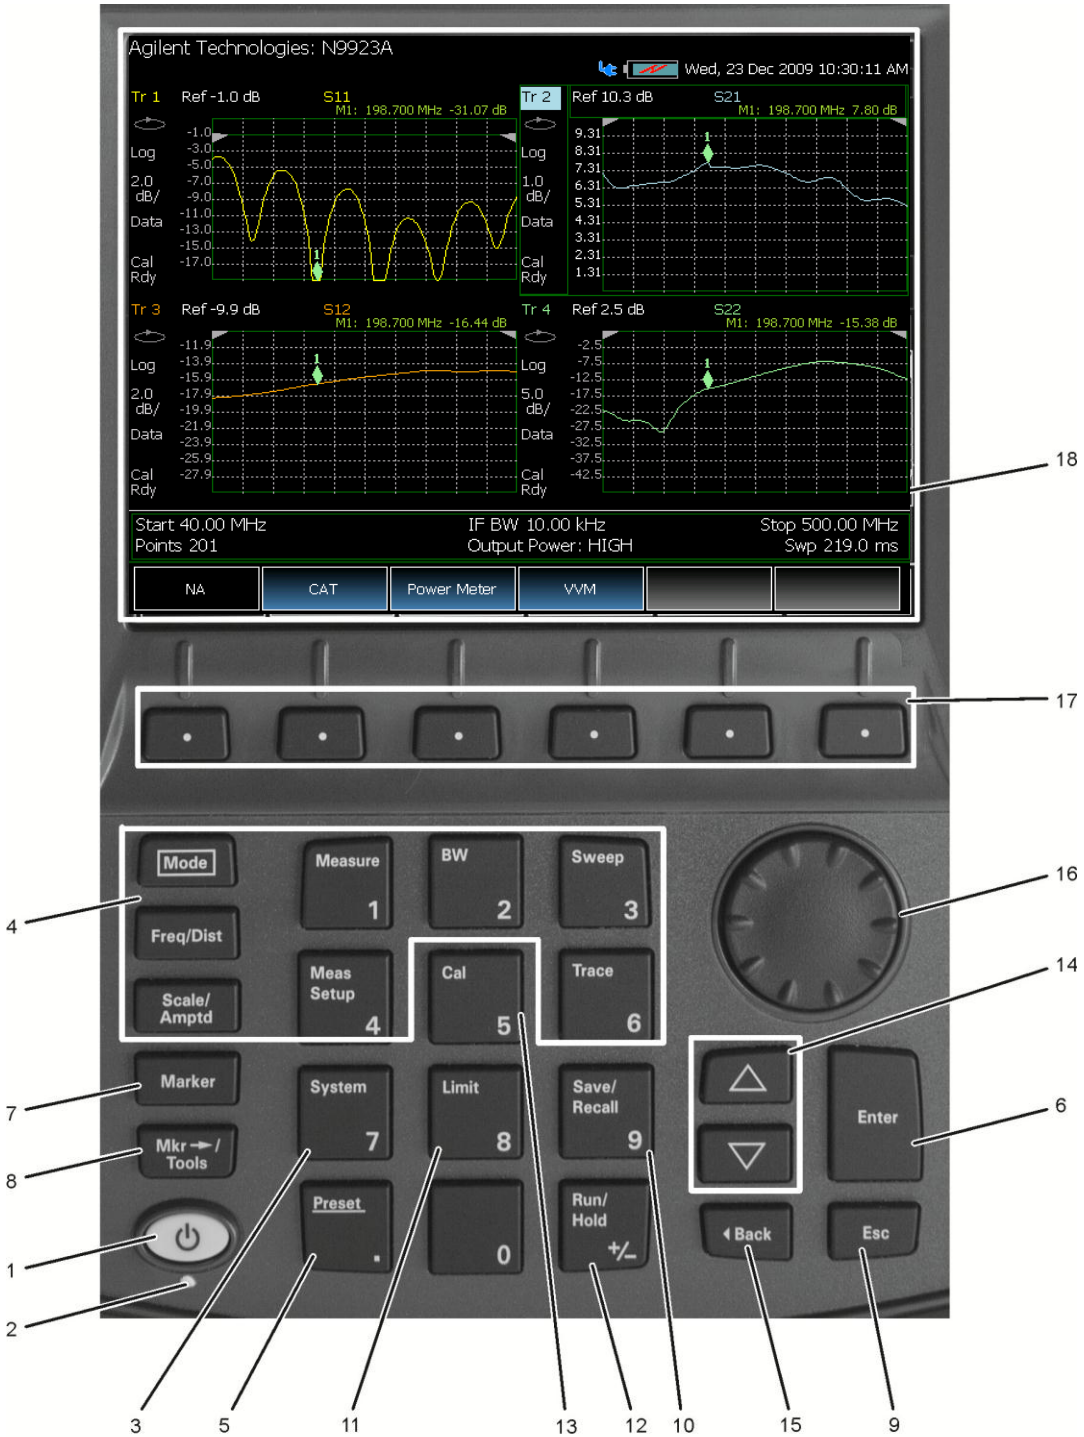 Agilent Technologies: N9923A
Wed, 23 Dec 2009 10:30:11 AM
Tr 1 Ref -1.0 dB S11
M1: 198.700 MHz -31.07 dB
-1.0
-3.0
Log
-5.0
2.0
-7.0
dB/
-9.0
-11.0
Data
-13.0
-15.0
Cal
-17.0
Rdy
1
Tr 2 Ref 10.3 dB S21
M1: 198.700 MHz 7.80 dB
9.31
8.31
Log
7.31
1.0
6.31
dB/
5.31
4.31
Data
3.31
2.31
Cal
1.31
Rdy
1
Tr 3 Ref -9.9 dB S12
M1: 198.700 MHz -16.44 dB
-11.9
-13.9
Log
-15.9
2.0
-17.9
dB/
-19.9
-21.9
Data
-23.9
-25.9
Cal
-27.9
Rdy
1
Tr 4 Ref 2.5 dB S22
M1: 198.700 MHz -15.38 dB
-2.5
-7.5
Log
-12.5
5.0
-17.5
dB/
-22.5
-27.5
Data
-32.5
-37.5
Cal
-42.5
Rdy
1
18
Start 40.00 MHz IF BW 10.00 kHz Stop 500.00 MHz
Points 201 Output Power: HIGH Swp 219.0 ms
NA CAT Power Meter VVM
17
Mode
Measure
1
BW
2
Sweep
3
16
4
Freq/Dist
14
Scale/
Amptd
Meas
Setup
4
Cal
5
Trace
6
Marker
System
7
Limit
8
Save/
Recall
9
Enter
6
7
Mkr→/
Tools
8
Preset
.
0
Run/
Hold
+/-
Back
Esc
1
2
3 5 11 13 12 10 15 9